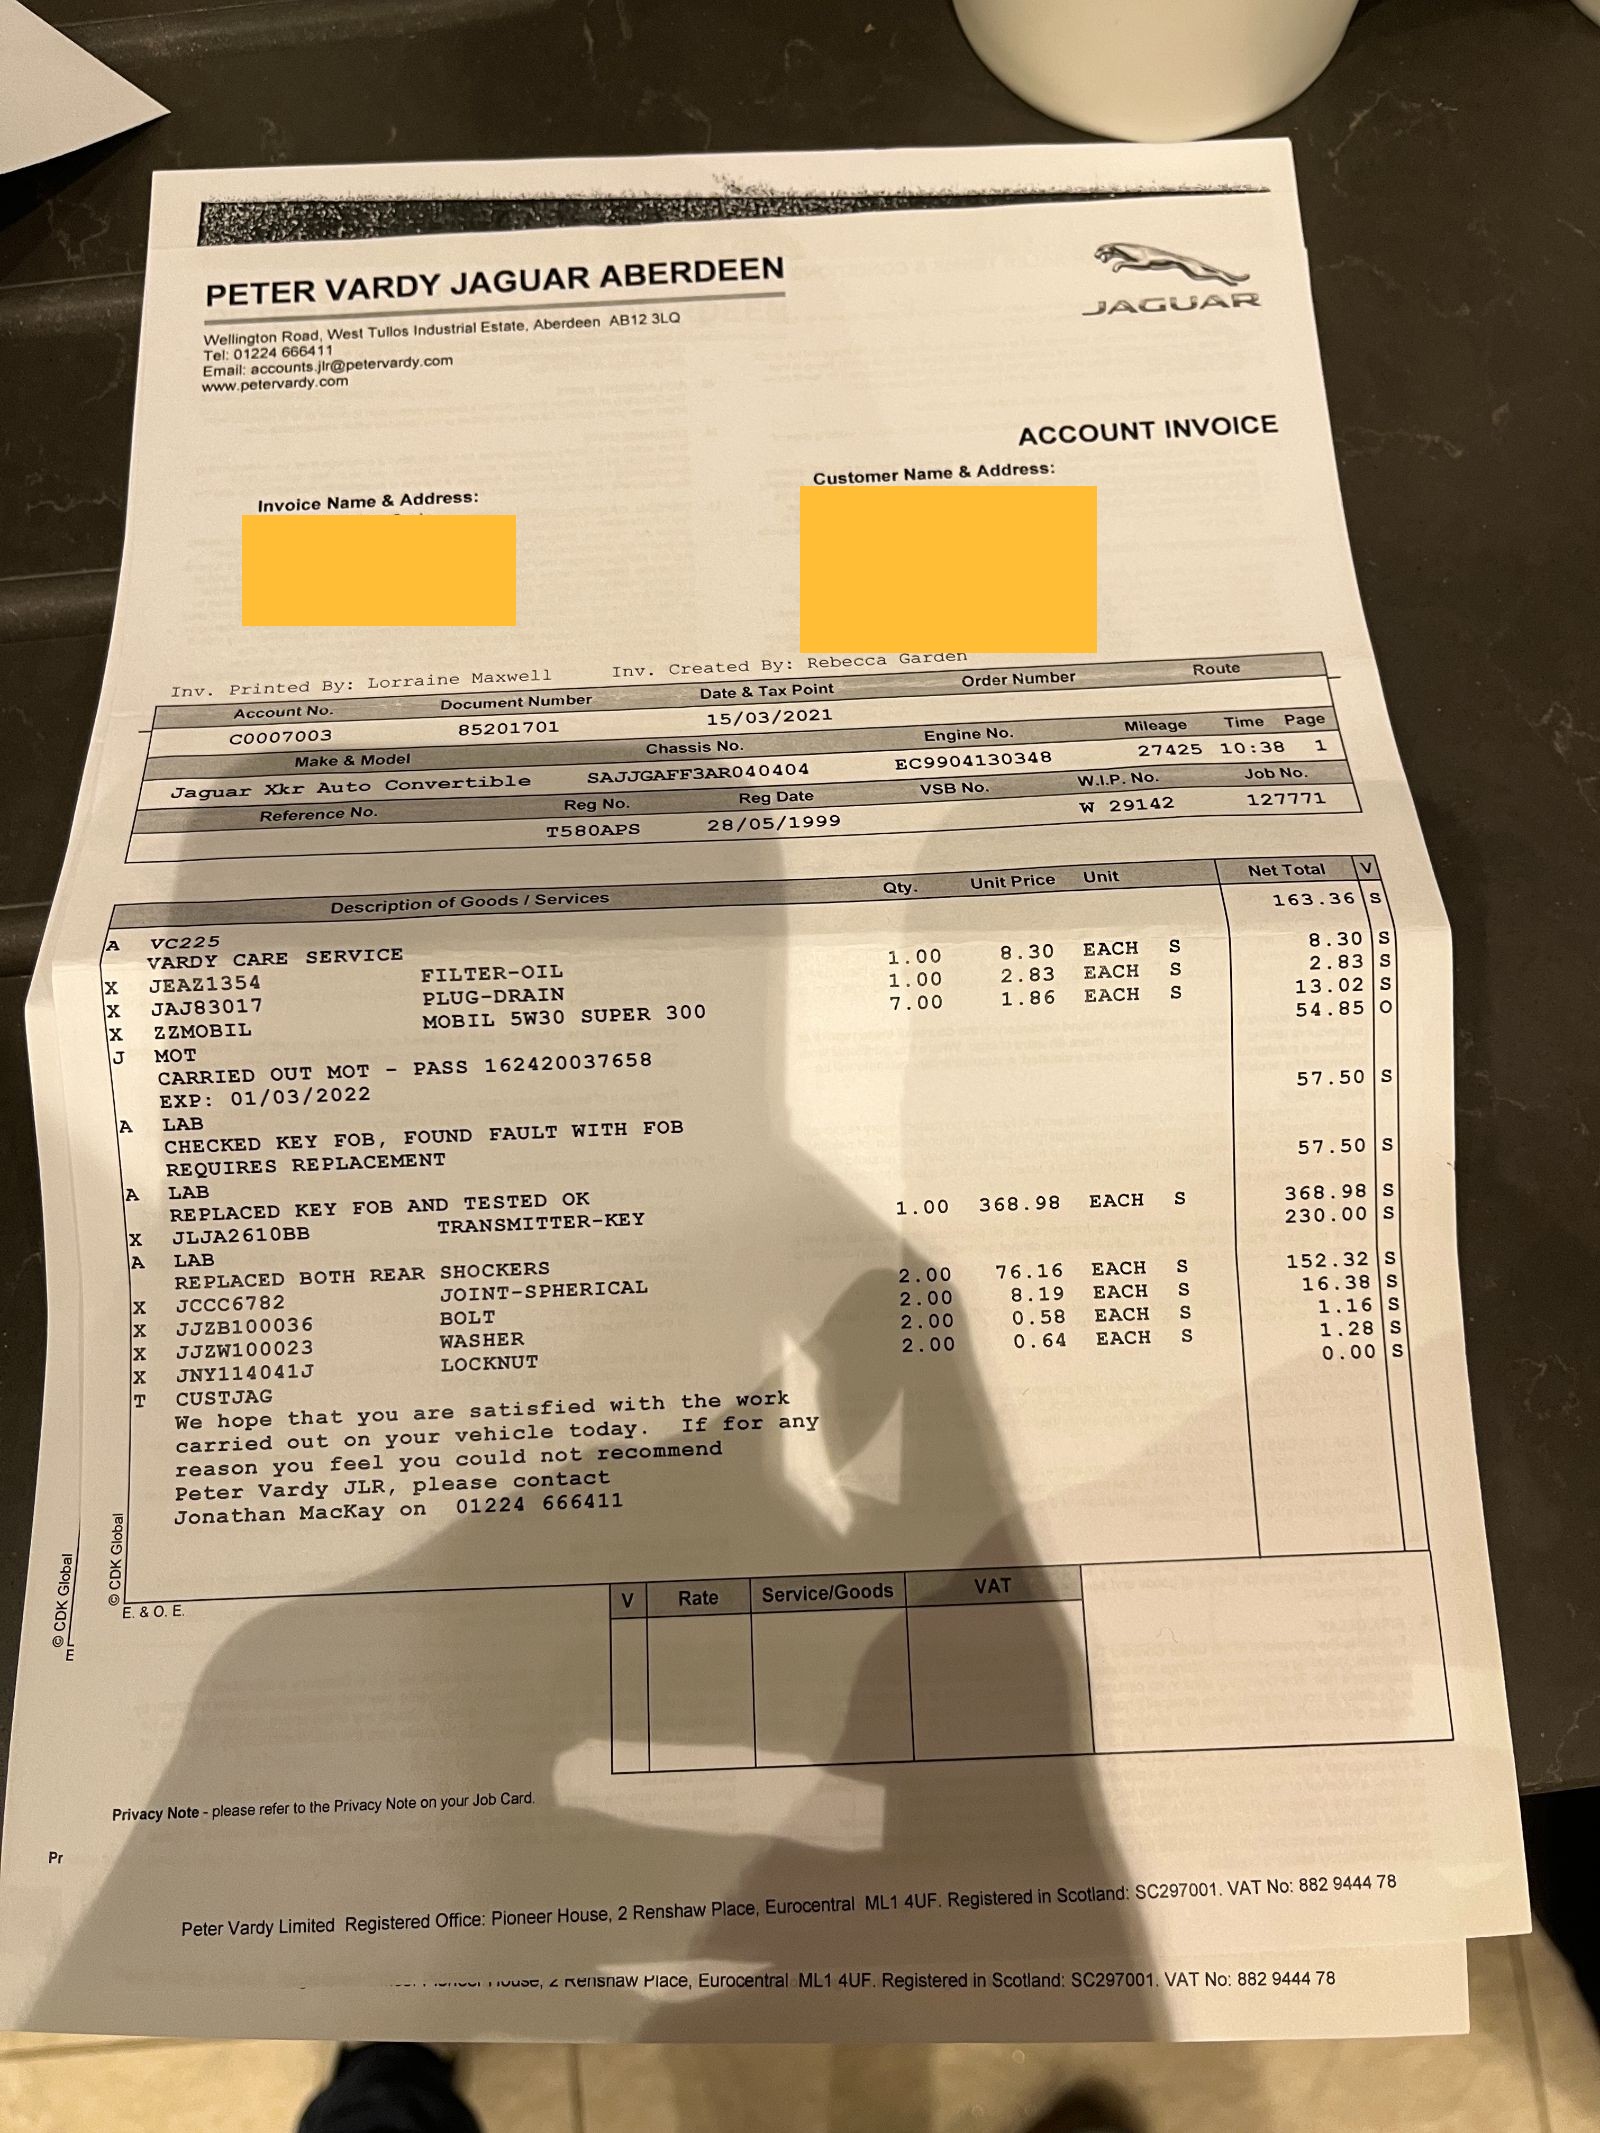 PETER VARDY JAGUAR ABERDEEN
JAGUAR
Wellington Road, West Tullos Industrial Estate, Aberdeen AB12 3LQ
Tel: 01224 666411
Email: accounts.jlr@petervardy.com
www.petervardy.com
ACCOUNT INVOICE
Invoice Name & Address:
Customer Name & Address:
Inv. Printed By: Lorraine Maxwell Inv. Created By: Rebecca Garden
Account No. Document Number Date & Tax Point Order Number Route
C0007003 85201701 15/03/2021
Make & Model Chassis No. Engine No. Mileage Time Page
Jaguar Xkr Auto Convertible SAJJGAFF3AR040404 EC9904130348 27425 10:38 1
Reference No. Reg No. Reg Date VSB No. W.I.P. No. Job No.
T580APS 28/05/1999 W 29142 127771
Description of Goods / Services Qty. Unit Price Unit Net Total V
A VC225 163.36 S
VARDY CARE SERVICE
X JEAZ1354 FILTER-OIL 1.00 8.30 EACH S 8.30 S
X JAJ83017 PLUG-DRAIN 1.00 2.83 EACH S 2.83 S
X ZZMOBIL MOBIL 5W30 SUPER 300 7.00 1.86 EACH S 13.02 S
J MOT 54.85 O
CARRIED OUT MOT - PASS 162420037658
EXP: 01/03/2022
A LAB 57.50 S
CHECKED KEY FOB, FOUND FAULT WITH FOB
REQUIRES REPLACEMENT
A LAB 57.50 S
REPLACED KEY FOB AND TESTED OK
X JLJA2610BB TRANSMITTER-KEY 1.00 368.98 EACH S 368.98 S
A LAB 230.00 S
REPLACED BOTH REAR SHOCKERS
X JCCC6782 JOINT-SPHERICAL 2.00 76.16 EACH S 152.32 S
X JJZB100036 BOLT 2.00 8.19 EACH S 16.38 S
X JJZW100023 WASHER 2.00 0.58 EACH S 1.16 S
X JNY114041J LOCKNUT 2.00 0.64 EACH S 1.28 S
T CUSTJAG 0.00 S
We hope that you are satisfied with the work
carried out on your vehicle today. If for any
reason you feel you could not recommend
Peter Vardy JLR, please contact
Jonathan MacKay on 01224 666411
© CDK Global
© CDK Global
E. & O. E.
E
V Rate Service/Goods VAT
Privacy Note - please refer to the Privacy Note on your Job Card.
Pr
Peter Vardy Limited Registered Office: Pioneer House, 2 Renshaw Place, Eurocentral ML1 4UF. Registered in Scotland: SC297001. VAT No: 882 9444 78
House, 2 Renshaw Place, Eurocentral ML1 4UF. Registered in Scotland: SC297001. VAT No: 882 9444 78